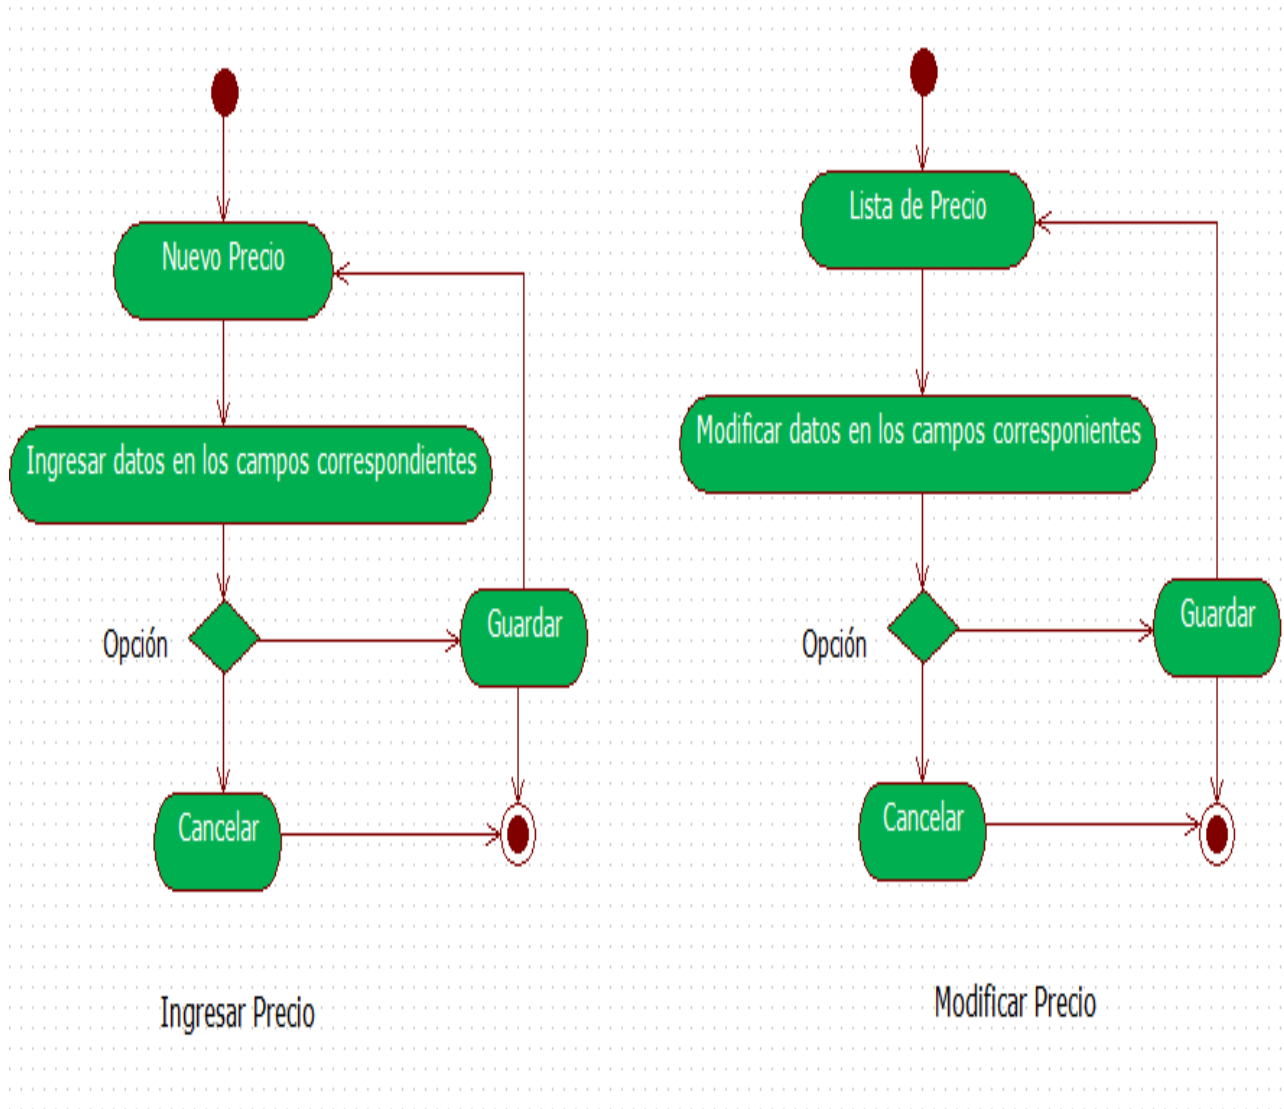 Nuevo Precio
Ingresar datos en los campos correspondientes
Opción
Guardar
Cancelar
Ingresar Precio
Lista de Precio
Modificar datos en los campos corresponientes
Opción
Guardar
Cancelar
Modificar Precio